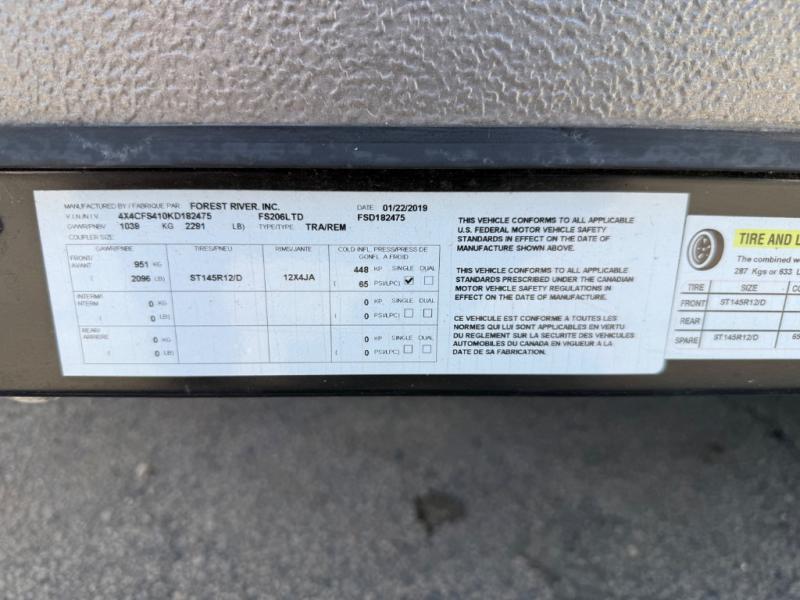 MANUFACTURED BY / FABRIQUE PAR FOREST RIVER, INC. DATE 01/22/2019
V.I.N./N.I.V. 4X4CFS410KD182475 FS206LTD FSD182475
GVWR/PNBV 1039 KG 2291 LB) TYPE/TYPE: TRA/REM
COUPLER SIZE:
GAWR/PNBE TIRES/PNEU RIMS/JANTE COLD INFL. PRESS/PRESS DE
GONFL. A FROID
FRONT/
AVANT 951 KG 448 KP SINGLE DUAL
( 2096 LB) ST145R12/D 12X4JA ( 65 PSI/LPC)
INTERM/
NTERM 0 KG 0 KP SINGLE DUAL
( 0 LB) ( 0 PSI/LPC)
REAR/
ARRIERE 0 KG 0 KP SINGLE DUAL
( 0 LB) ( 0 PSI/LPC)
THIS VEHICLE CONFORMS TO ALL APPLICABLE
U.S. FEDERAL MOTOR VEHICLE SAFETY
STANDARDS IN EFFECT ON THE DATE OF
MANUFACTURE SHOWN ABOVE.
THIS VEHICLE CONFORMS TO ALL APPLICABLE
STANDARDS PRESCRIBED UNDER THE CANADIAN
MOTOR VEHICLE SAFETY REGULATIONS IN
EFFECT ON THE DATE OF MANUFACTURE.
CE VEHICULE EST CONFORME A TOUTES LES
NORMES QUI LUI SONT APPLICABLES EN VERTU
DU REGLEMENT SUR LA SECURITE DES VEHICULES
AUTOMOBILES DU CANADA EN VIGUEUR A LA
DATE DE SA FABRICATION.
TIRE AND L
The combined w
287 Kgs or 633 L
TIRE SIZE CO
FRONT ST145R12/D
REAR
SPARE ST145R12/D 65